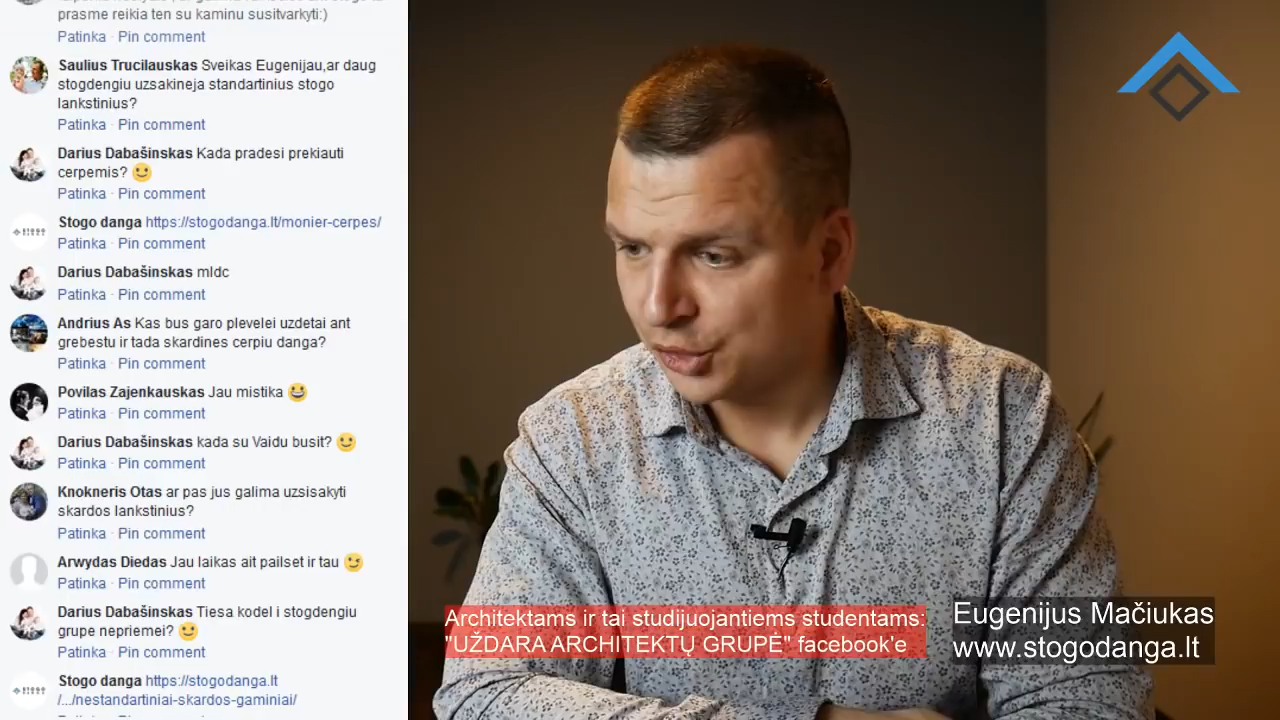 prasme reikia ten su kaminu susitvarkyti:)
Patinka · Pin comment
Saulius Trucilauskas Sveikas Eugenijau,ar daug
stogdengiu uzsakineja standartinius stogo
lankstinius?
Patinka · Pin comment
Darius Dabašinskas Kada pradesi prekiauti
cerpemis?
Patinka · Pin comment
Stogo danga https://stogodanga.lt/monier-cerpes/
Patinka · Pin comment
Darius Dabašinskas mldc
Patinka · Pin comment
Andrius As Kas bus garo plevelei uzdetai ant
grebestu ir tada skardines cerpiu danga?
Patinka · Pin comment
Povilas Zajenkauskas Jau mistika
Patinka · Pin comment
Darius Dabašinskas kada su Vaidu busit?
Patinka · Pin comment
Knokneris Otas ar pas jus galima uzsisakyti
skardos lankstinius?
Patinka · Pin comment
Arwydas Diedas Jau laikas ait pailset ir tau
Patinka · Pin comment
Darius Dabašinskas Tiesa kodel i stogdengiu
grupe nepriemei?
Patinka · Pin comment
Stogo danga https://stogodanga.lt
/.../nestandartiniai-skardos-gaminiai/
Architektams ir tai studijuojantiems studentams:
"UŽDARA ARCHITEKTŲ GRUPĖ" facebook'e
Eugenijus Mačiukas
www.stogodanga.lt